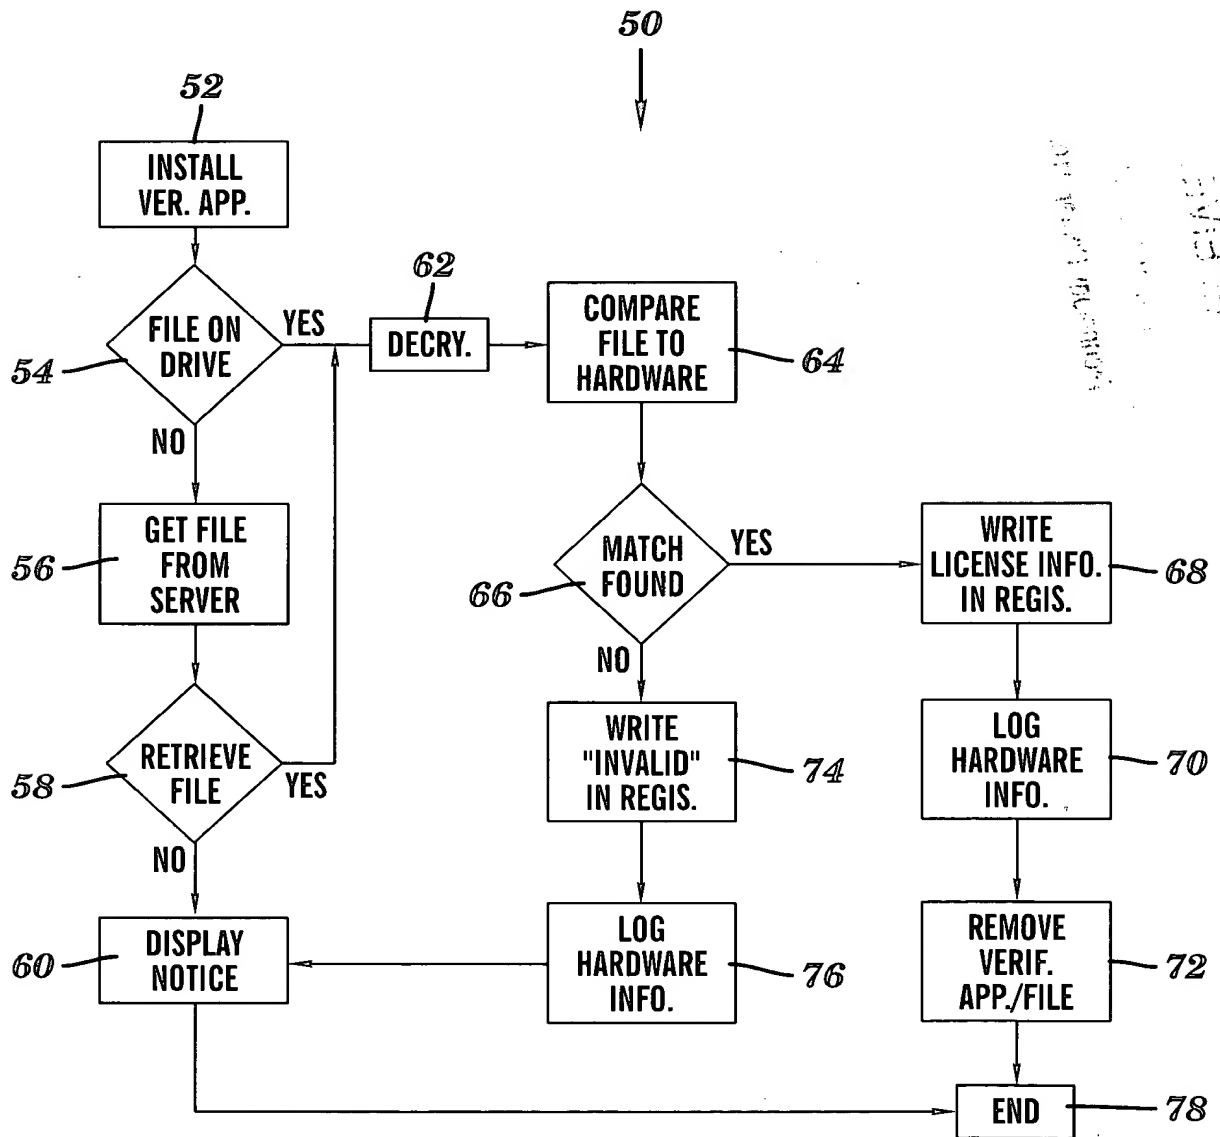 50
52
INSTALL
VER. APP.
54
FILE ON
DRIVE
YES
NO
62
DECRY.
COMPARE
FILE TO
HARDWARE
64
56
GET FILE
FROM
SERVER
66
MATCH
FOUND
YES
NO
WRITE
LICENSE INFO.
IN REGIS.
68
58
RETRIEVE
FILE
YES
NO
WRITE
"INVALID"
IN REGIS.
74
LOG
HARDWARE
INFO.
70
60
DISPLAY
NOTICE
LOG
HARDWARE
INFO.
76
REMOVE
VERIF.
APP./FILE
72
END
78